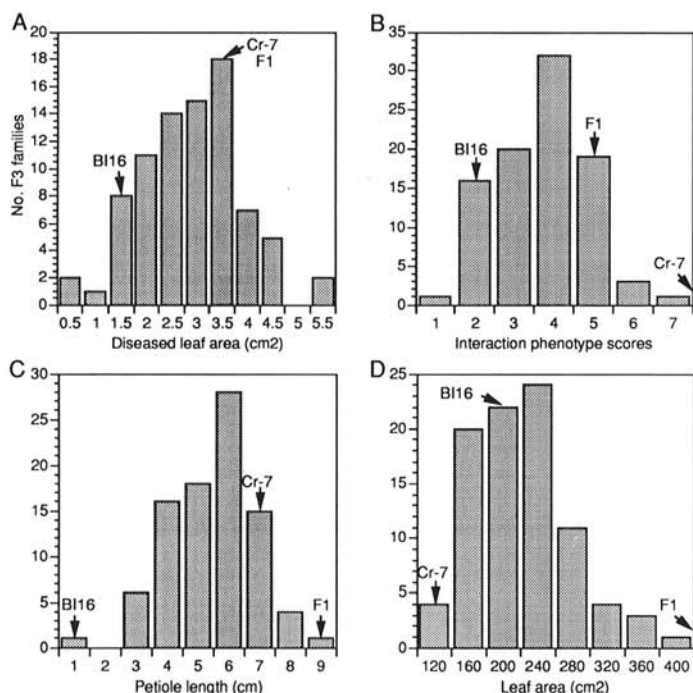 A
No. F3 families
20
18
16
14
12
10
8
6
4
2
0
BI16
Cr-7
F1
0.5 1 1.5 2 2.5 3 3.5 4 4.5 5 5.5
Diseased leaf area (cm2)
B
35
30
25
20
15
10
5
0
BI16
F1
Cr-7
1 2 3 4 5 6 7
Interaction phenotype scores
C
30
25
20
15
10
5
0
BI16
Cr-7
F1
1 2 3 4 5 6 7 8 9
Petiole length (cm)
D
25
20
15
10
5
0
Cr-7
BI16
F1
120 160 200 240 280 320 360 400
Leaf area (cm2)